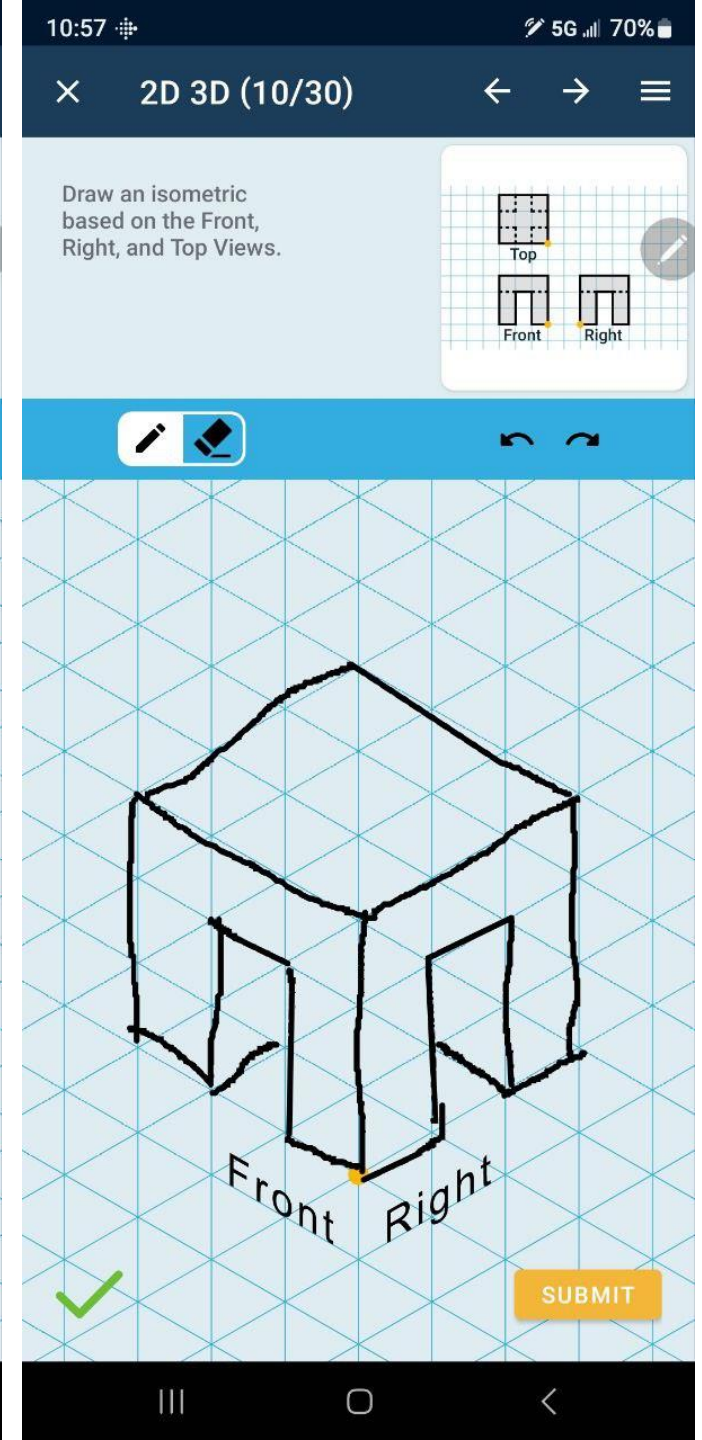 10:57 5G 70%
2D 3D (10/30)
Draw an isometric
based on the Front,
Right, and Top Views.
Top
Front Right
Front Right
SUBMIT